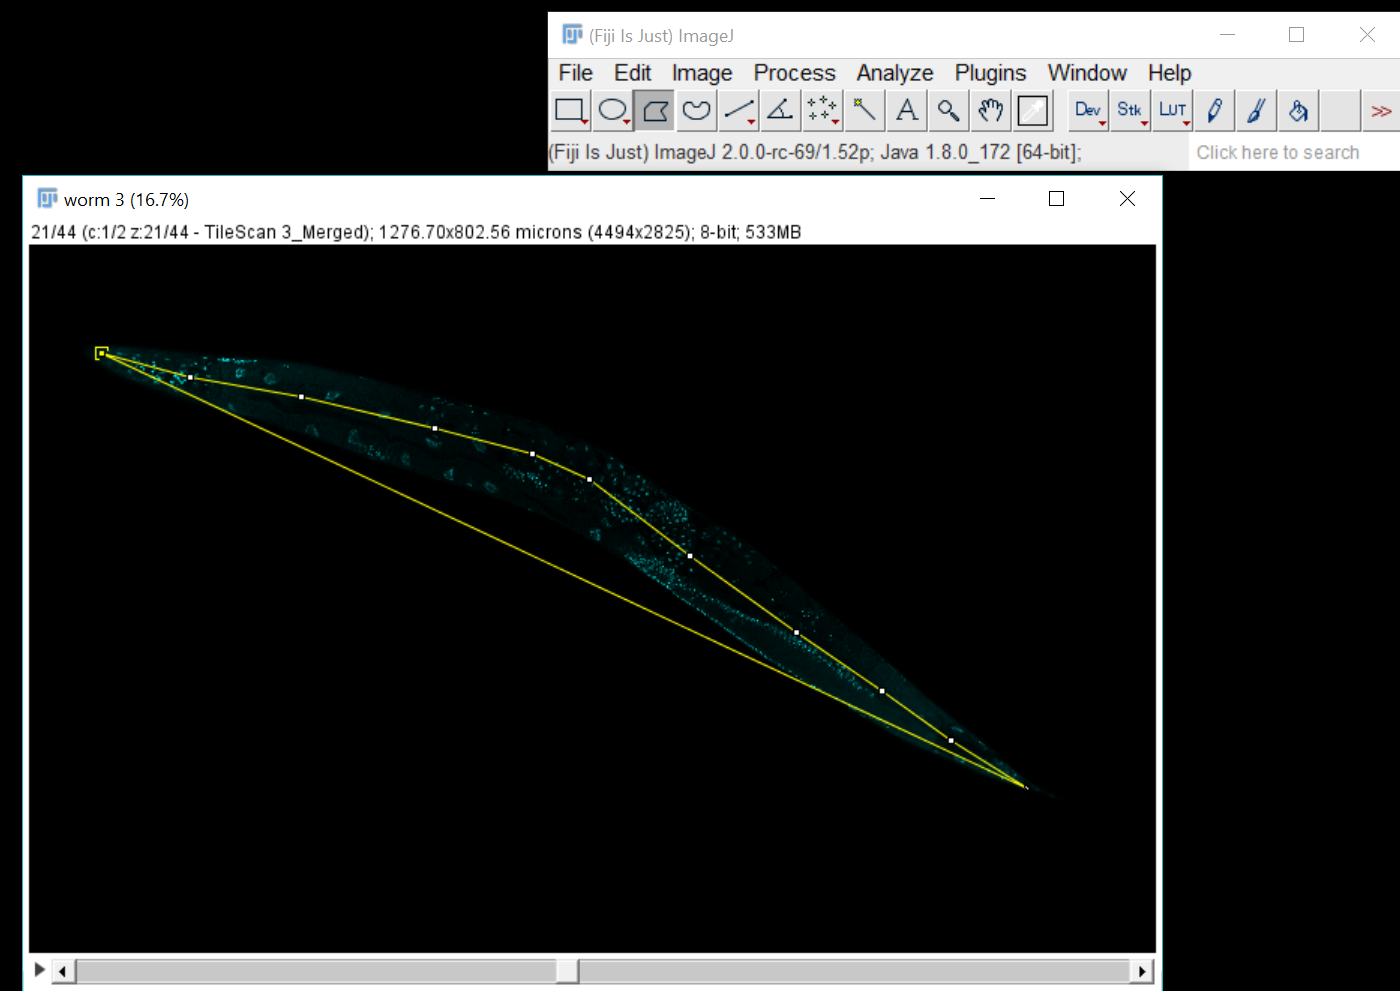 (Fiji Is Just) ImageJ
File Edit Image Process Analyze Plugins Window Help
A Dev Stk LUT >>
(Fiji Is Just) ImageJ 2.0.0-rc-69/1.52p; Java 1.8.0_172 [64-bit];
Click here to search
worm 3 (16.7%)
21/44 (c:1/2 z:21/44 - TileScan 3_Merged); 1276.70x802.56 microns (4494x2825); 8-bit; 533MB